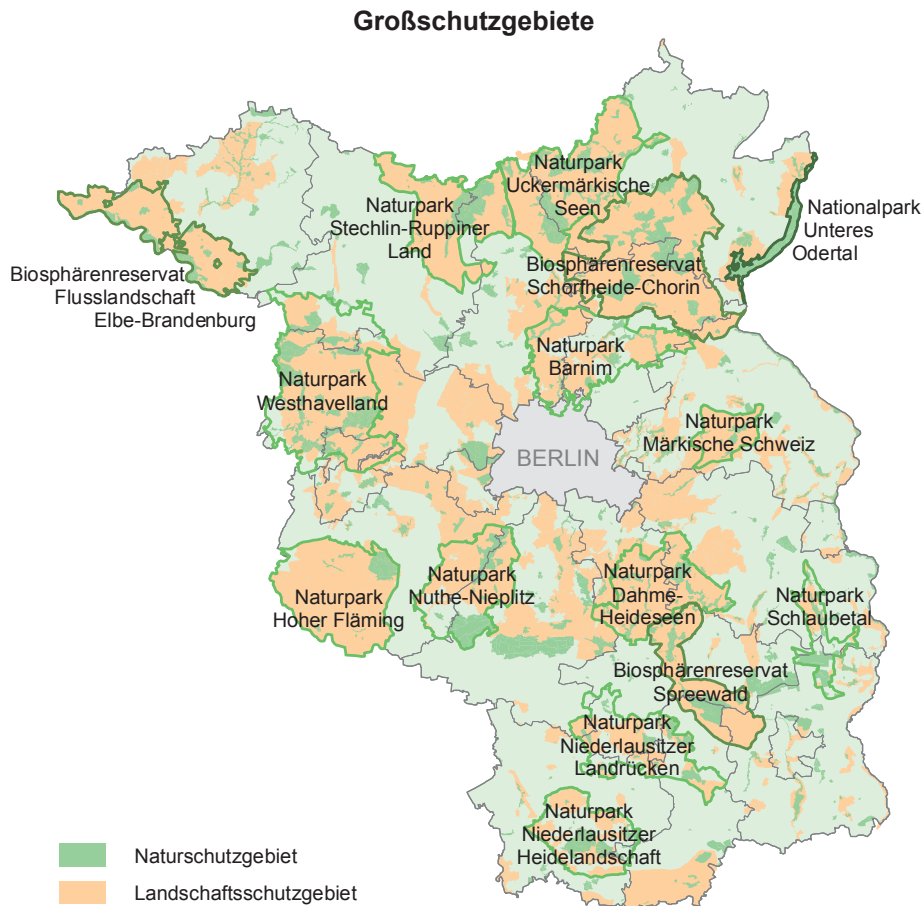 Großschutzgebiete
Naturpark
Uckermärkische
Seen
Naturpark
Stechlin-Ruppiner
Land
Nationalpark
Unteres
Odertal
Biosphärenreservat
Schorfheide-Chorin
Biosphärenreservat
Flusslandschaft
Elbe-Brandenburg
Naturpark
Barnim
Naturpark
Westhavelland
Naturpark
Märkische Schweiz
BERLIN
Naturpark
Hoher Fläming
Naturpark
Nuthe-Nieplitz
Naturpark
Dahme-
Heideseen
Naturpark
Schlaubetal
Biosphärenreservat
Spreewald
Naturpark
Niederlausitzer
Landrücken
Naturpark
Niederlausitzer
Heidelandschaft
Naturschutzgebiet
Landschaftsschutzgebiet